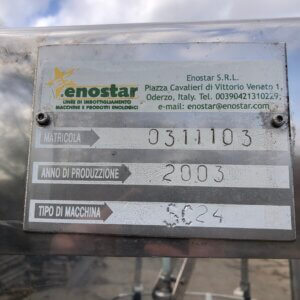 enostar
LINEE DI IMBOTTIGLIAMENTO
MACCHINE E PRODOTTI ENOLOGICI
Enostar S.R.L.
Piazza Cavalieri di Vittorio Veneto 1,
Oderzo, Italy. Tel. 00390421310229,
e-mail: enostar@enostar.com
MATRICOLA 0311103
ANNO DI PRODUZIONE 2003
TIPO DI MACCHINA SC24